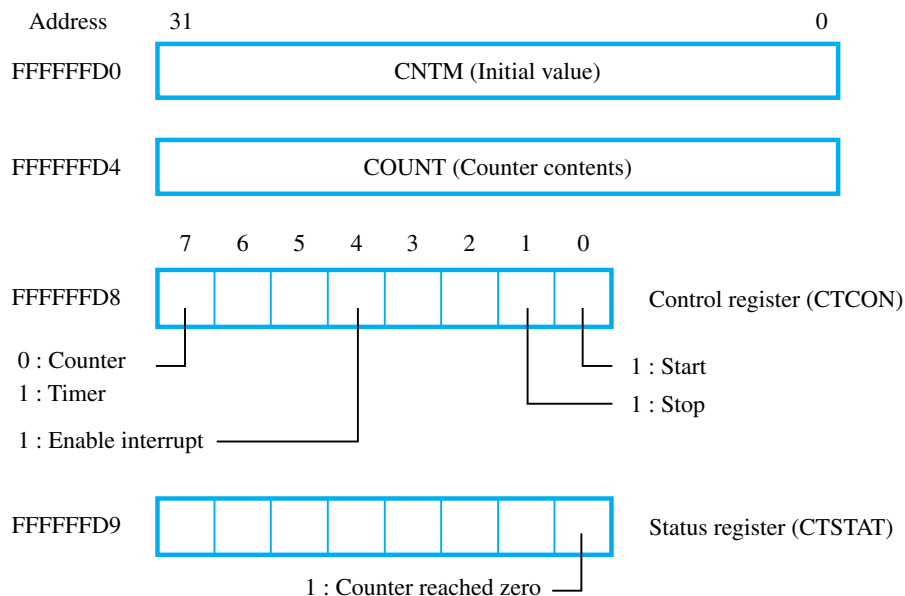 Address 31 0
FFFFFFD0 CNTM (Initial value)
FFFFFFD4 COUNT (Counter contents)
7 6 5 4 3 2 1 0
FFFFFFD8 Control register (CTCON)
0 : Counter 1 : Start
1 : Timer 1 : Stop
1 : Enable interrupt
FFFFFFD9 Status register (CTSTAT)
1 : Counter reached zero